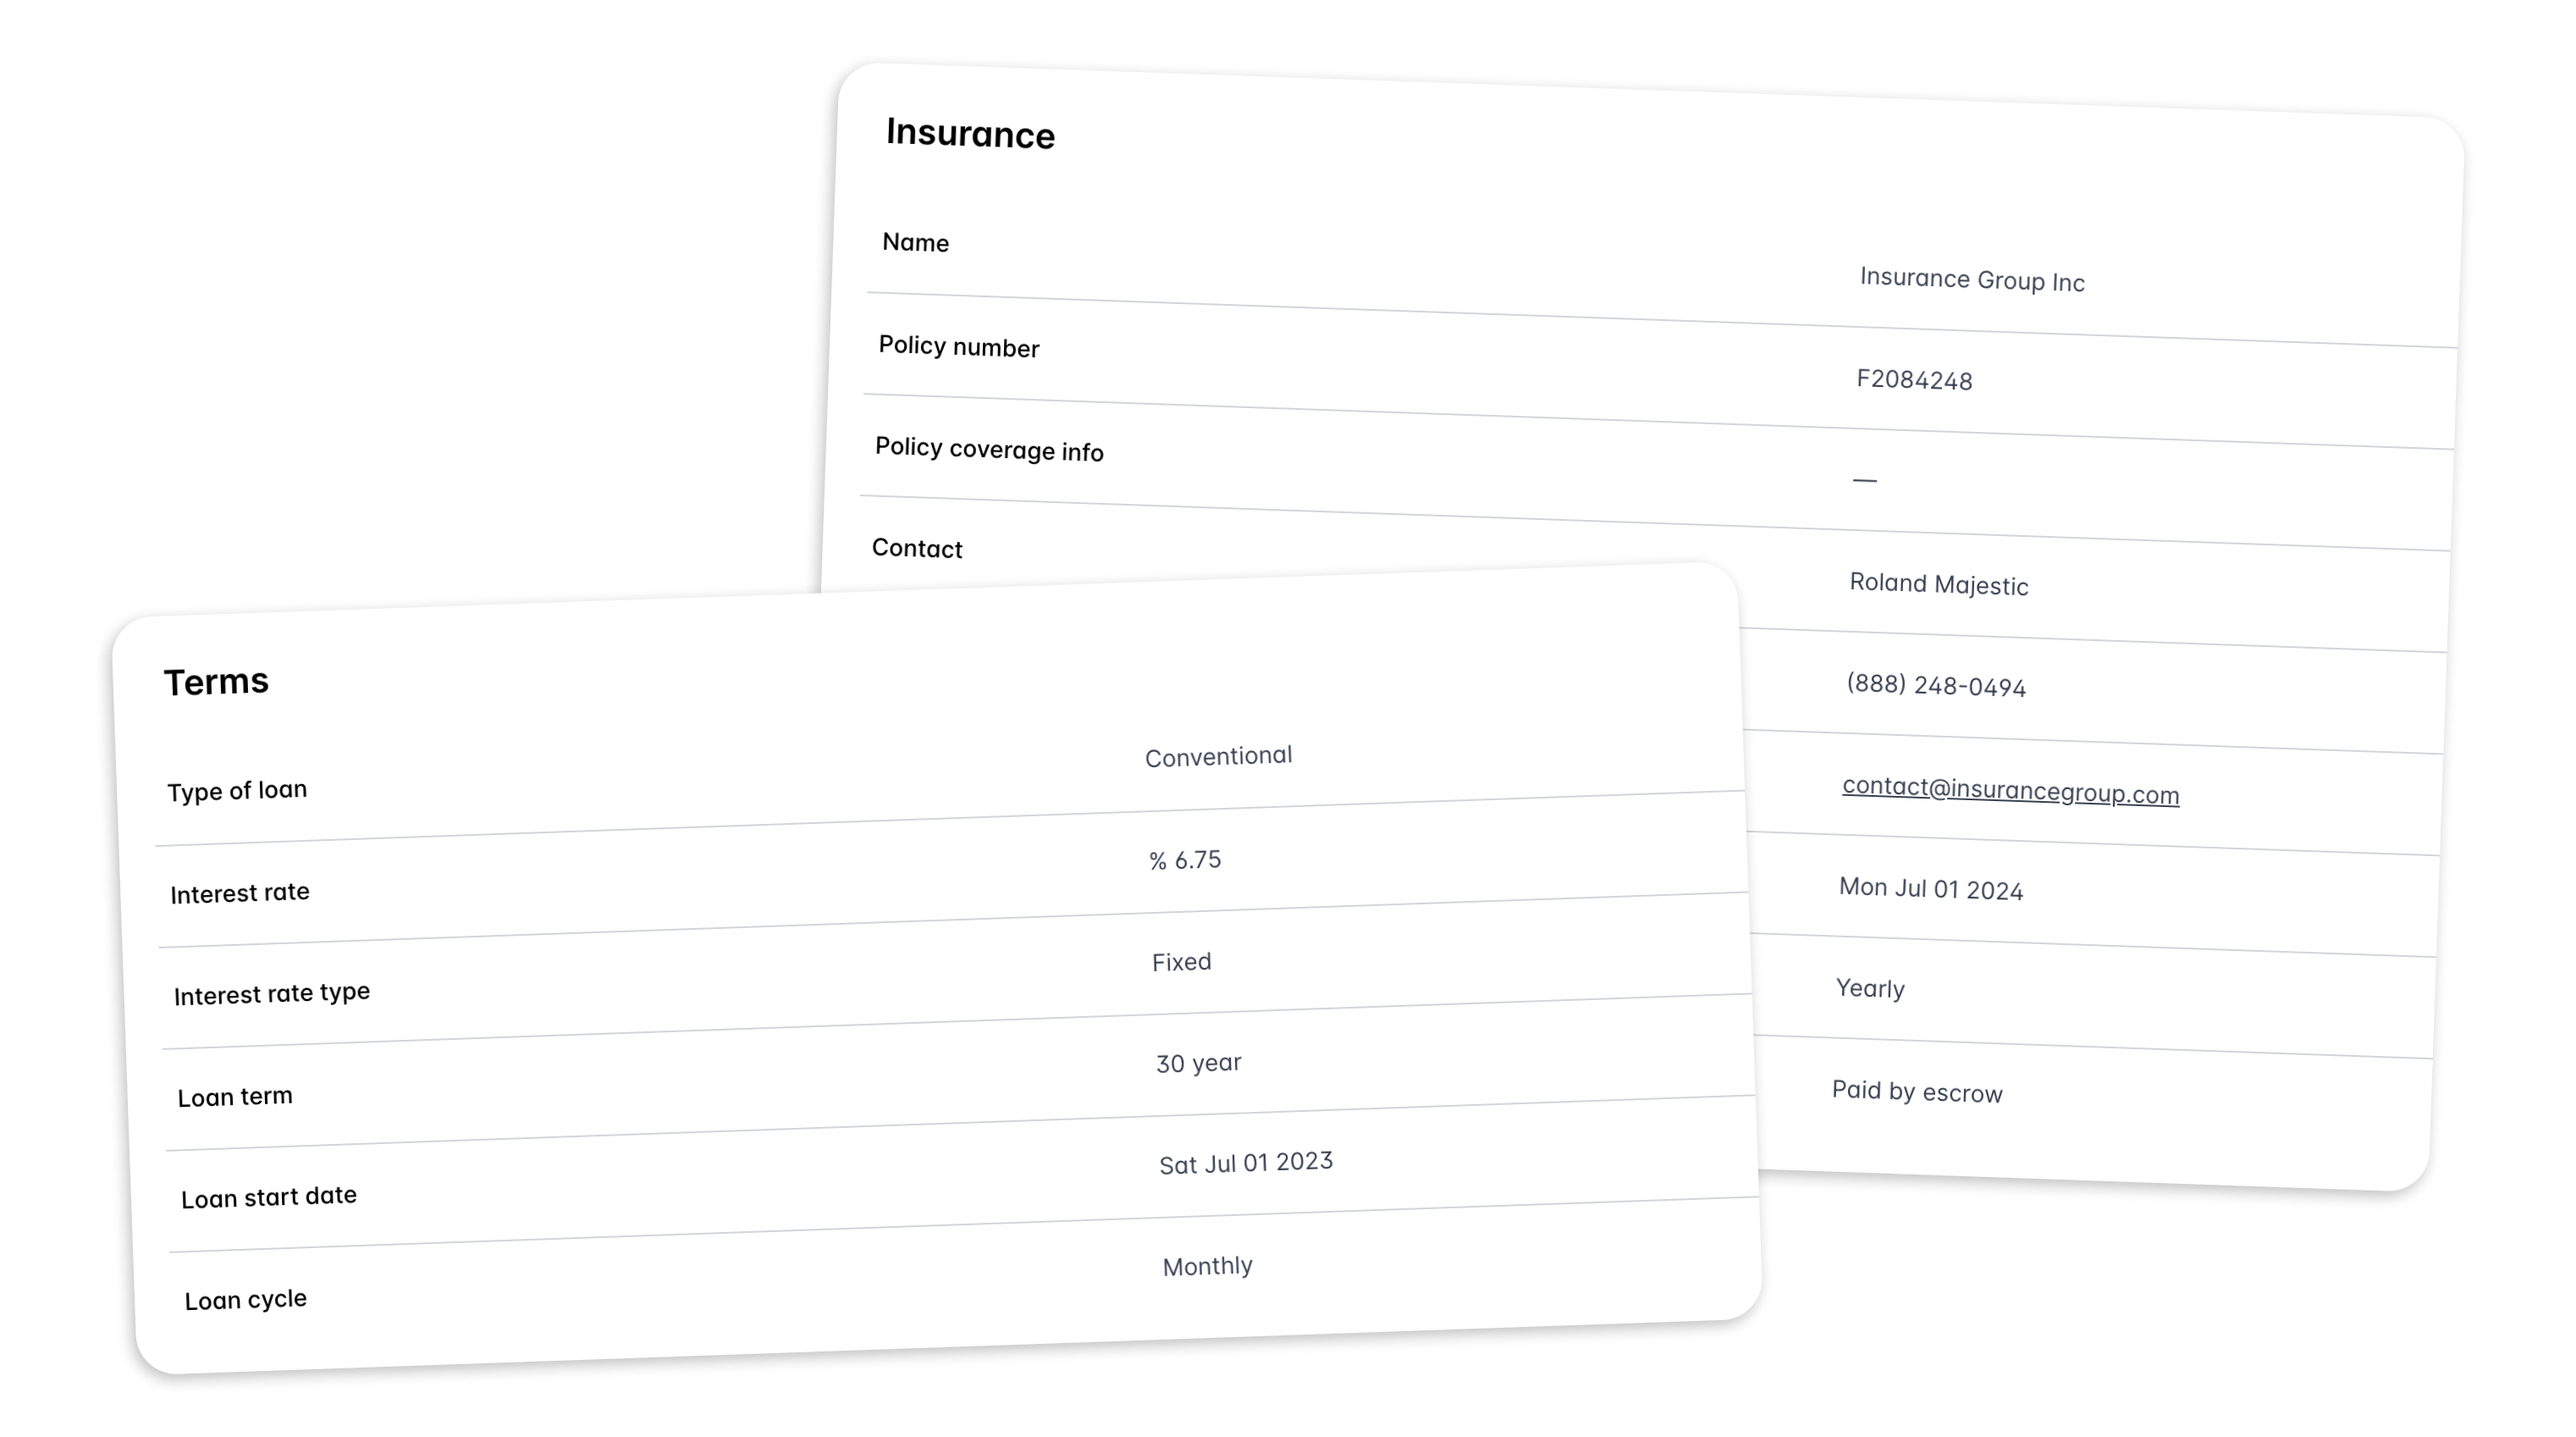 Insurance
Name
Insurance Group Inc
Policy number
F2084248
Policy coverage info
—
Contact
Roland Majestic
(888) 248-0494
contact@insurancegroup.com
Mon Jul 01 2024
Yearly
Paid by escrow
Terms
Type of loan
Conventional
Interest rate
% 6.75
Interest rate type
Fixed
Loan term
30 year
Loan start date
Sat Jul 01 2023
Loan cycle
Monthly